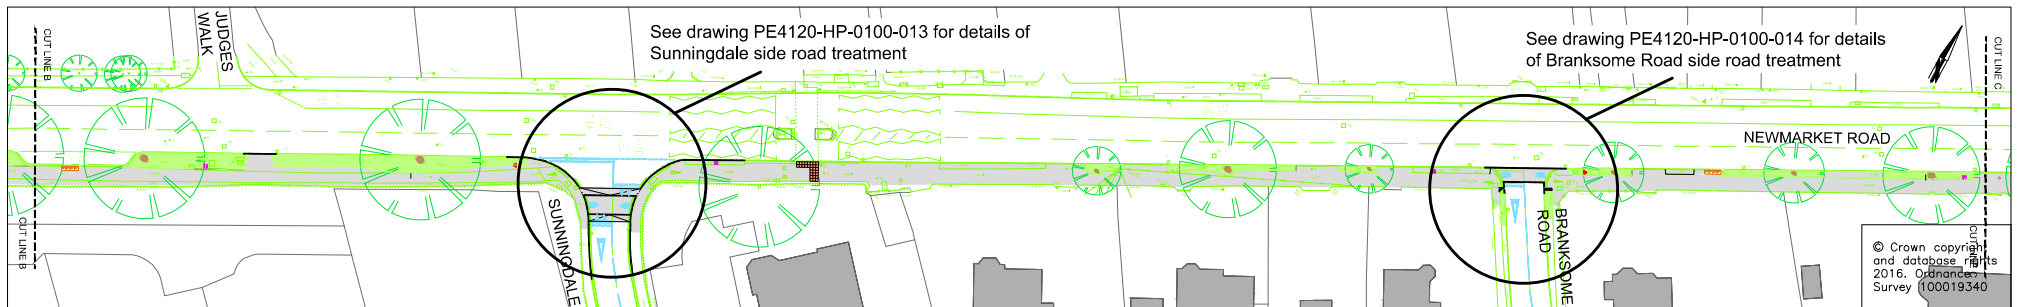 CUT LINE B
CUT LINE B
JUDGES
WALK
See drawing PE4120-HP-0100-013 for details of
Sunningdale side road treatment
SUNNINGDALE
See drawing PE4120-HP-0100-014 for details
of Branksome Road side road treatment
NEWMARKET ROAD
BRANKSOME
ROAD
CUT LINE C
CUT LINE
© Crown copyright
and database rights
2016. Ordnance
Survey 100019340